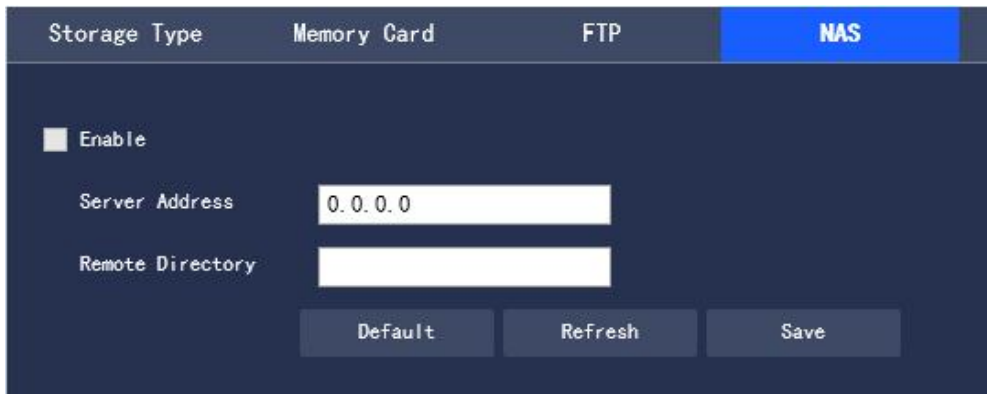 Storage Type Memory Card FTP NAS
Enable
Server Address 0.0.0.0
Remote Directory
Default Refresh Save